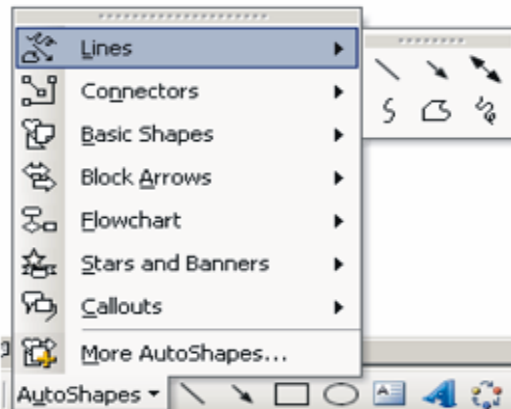 Lines
Connectors
Basic Shapes
Block Arrows
Flowchart
Stars and Banners
Callouts
More AutoShapes...
AutoShapes